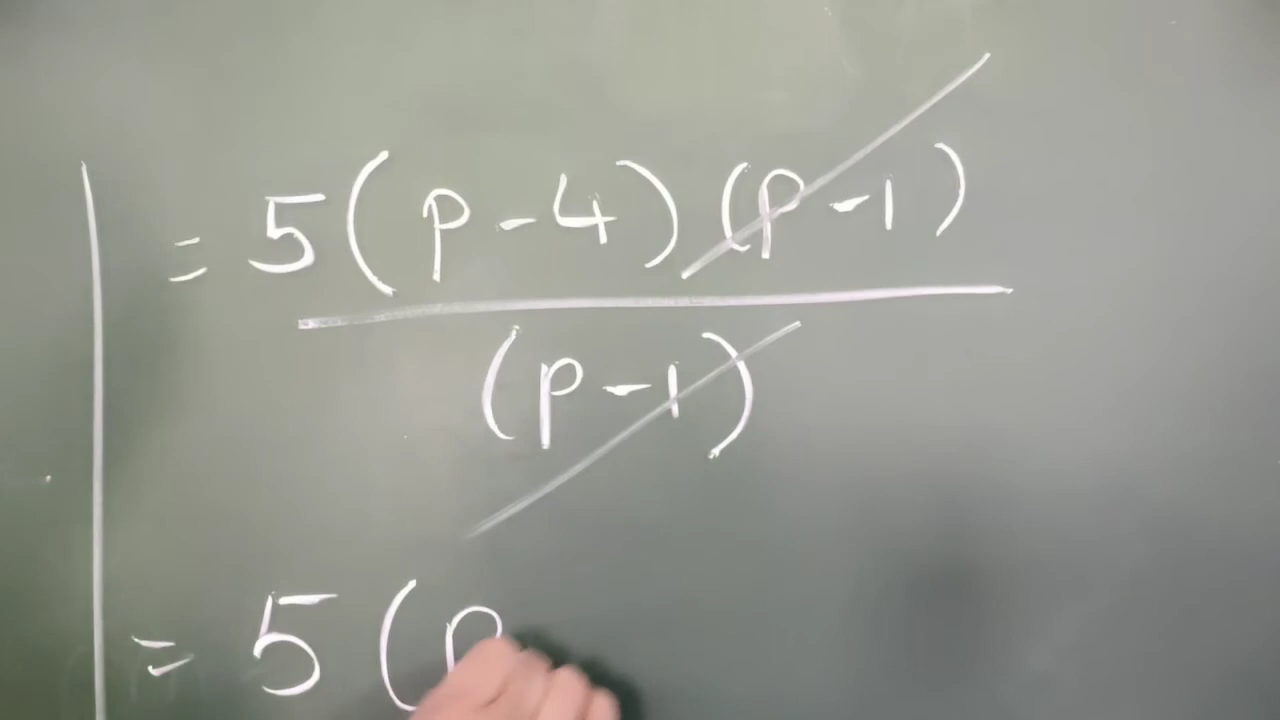 = 5(p-4)(p-1)
(p-1)
= 5(p